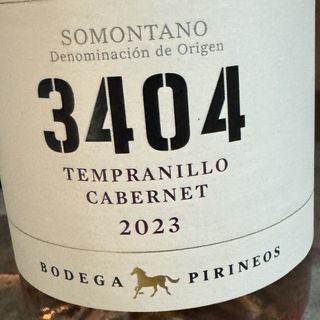 SOMONTANO
Denominación de Origen
3404
TEMPRANILLO
CABERNET
2023
BODEGA PIRINEOS